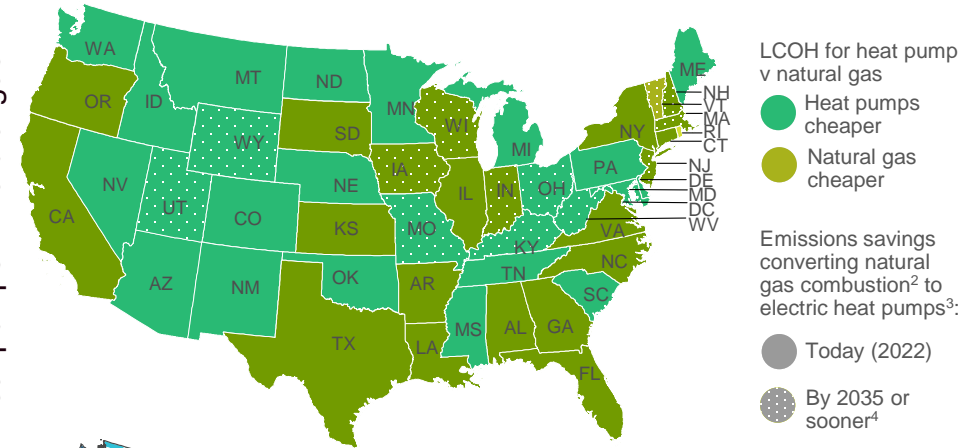 WA
MT
ND
ME
OR
ID
MN
NH
VT
MA
WI
NY
RI
CT
SD
WY
MI
NV
IA
PA
NJ
DE
MD
DC
WV
NE
UT
CO
IL
IN
OH
CA
KS
MO
KY
VA
NC
AZ
NM
OK
AR
TN
SC
TX
LA
MS
AL
GA
FL
LCOH for heat pump
v natural gas
Heat pumps
cheaper
Natural gas
cheaper
Emissions savings
converting natural
gas combustion² to
electric heat pumps³:
Today (2022)
By 2035 or
sooner⁴